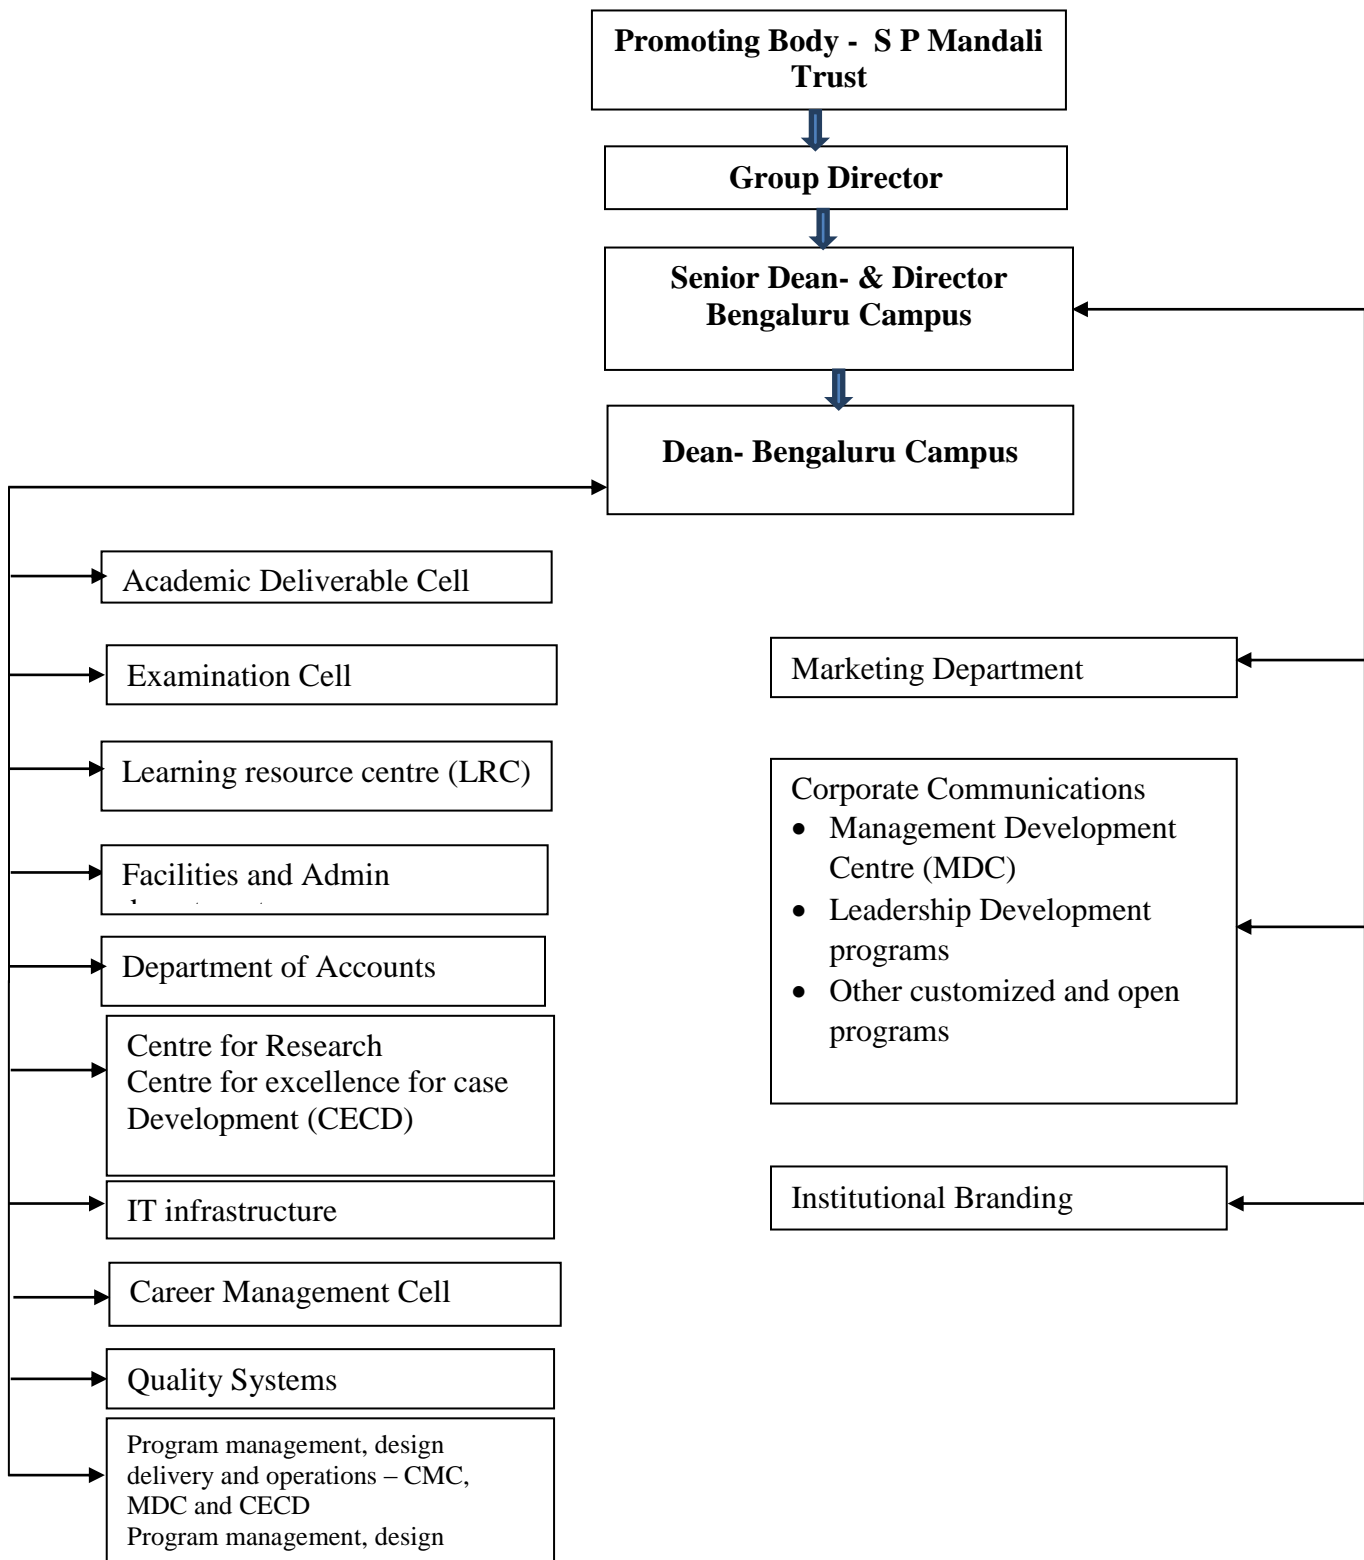 Promoting Body - S P Mandali
Trust
Group Director
Senior Dean- & Director
Bengaluru Campus
Dean- Bengaluru Campus
Academic Deliverable Cell
Examination Cell
Learning resource centre (LRC)
Facilities and Admin
Department of Accounts
Centre for Research
Centre for excellence for case
Development (CECD)
IT infrastructure
Career Management Cell
Quality Systems
Program management, design
delivery and operations – CMC,
MDC and CECD
Program management, design
Marketing Department
Corporate Communications
• Management Development
Centre (MDC)
• Leadership Development
programs
• Other customized and open
programs
Institutional Branding